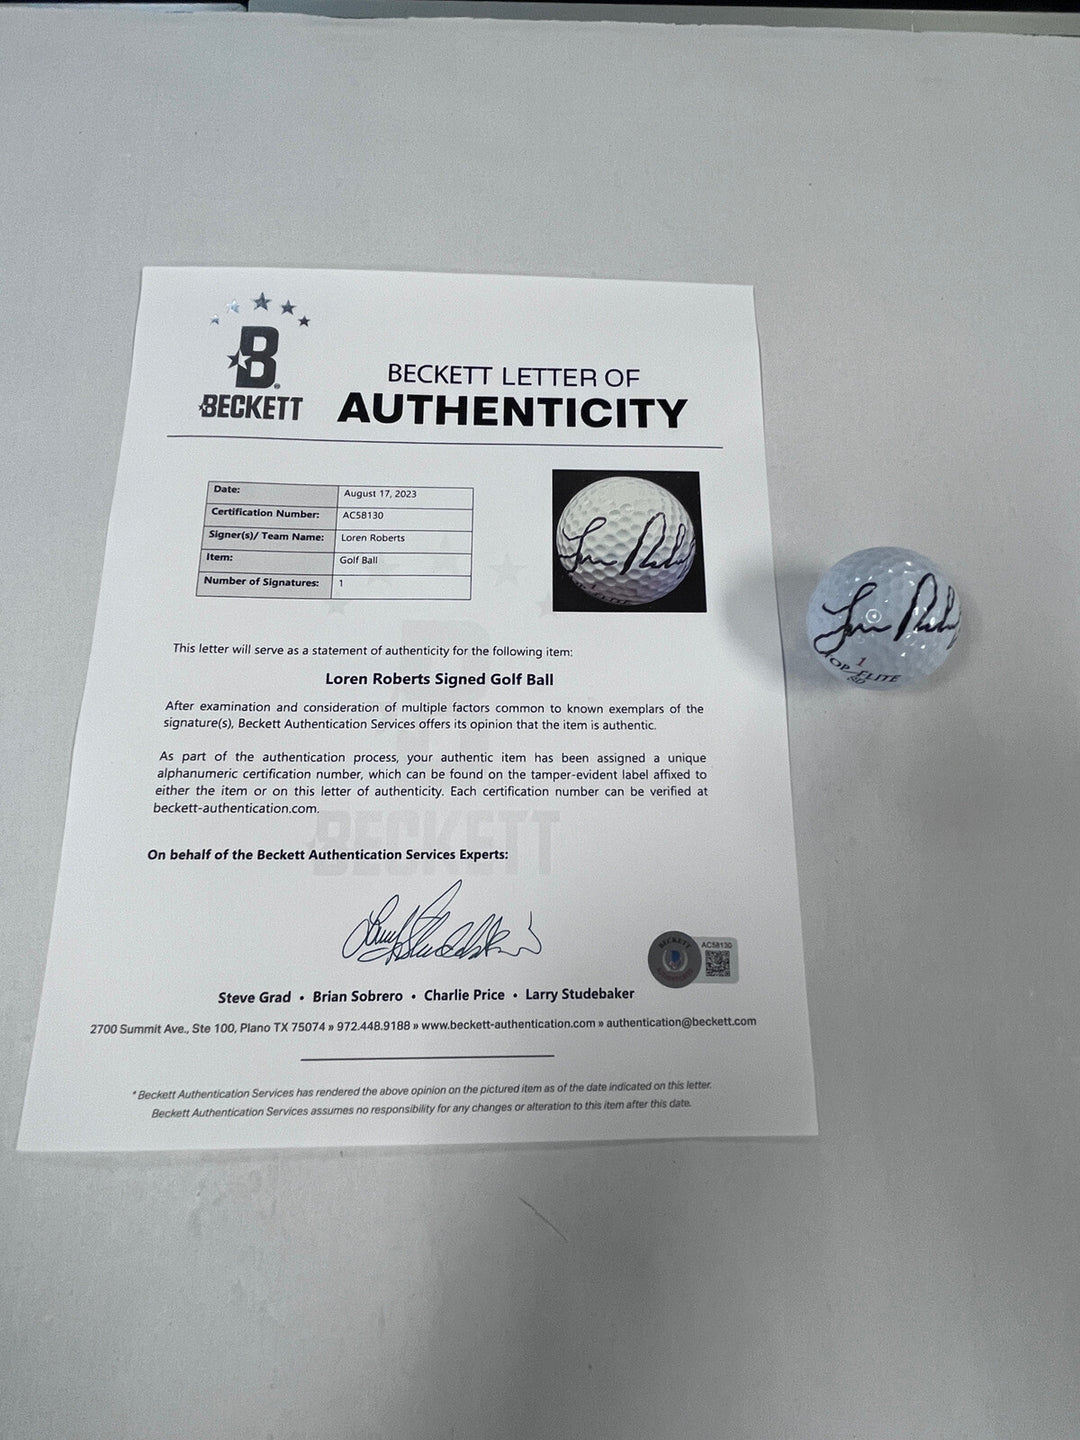 B
BECKETT
BECKETT LETTER OF
AUTHENTICITY
Date: August 17, 2023
Certification Number: AC58130
Signer(s)/ Team Name: Loren Roberts
Item: Golf Ball
Number of Signatures: 1
This letter will serve as a statement of authenticity for the following item:
Loren Roberts Signed Golf Ball
After examination and consideration of multiple factors common to known exemplars of the
signature(s), Beckett Authentication Services offers its opinion that the item is authentic.
As part of the authentication process, your authentic item has been assigned a unique
alphanumeric certification number, which can be found on the tamper-evident label affixed to
either the item or on this letter of authenticity. Each certification number can be verified at
beckett-authentication.com.
BECKETT
On behalf of the Beckett Authentication Services Experts:
BECKETT
AC58130
Steve Grad • Brian Sobrero • Charlie Price • Larry Studebaker
2700 Summit Ave., Ste 100, Plano TX 75074 » 972.448.9188 » www.beckett-authentication.com » authentication@beckett.com
* Beckett Authentication Services has rendered the above opinion on the pictured item as of the date indicated on this letter.
Beckett Authentication Services assumes no responsibility for any changes or alteration to this item after this date.
Loren Roberts
1
TOP-ELITE